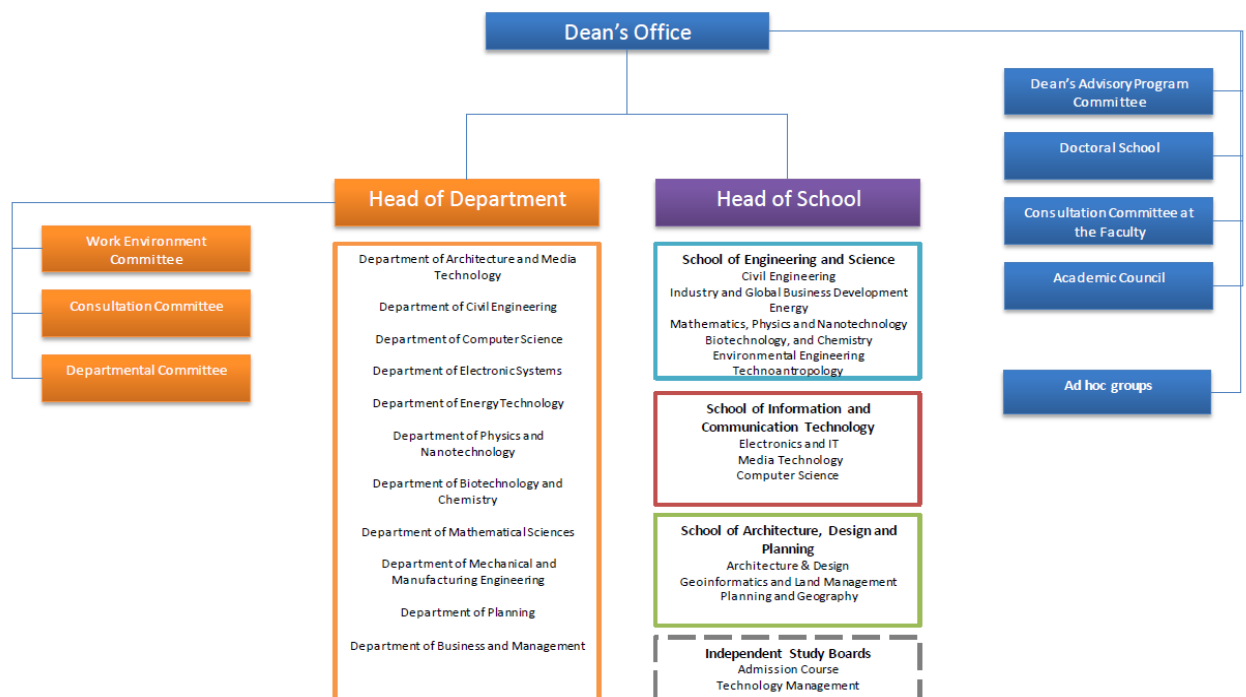 Dean's Office
Dean's Advisory Program
Committee
Doctoral School
Consultation Committee at
the Faculty
Academic Council
Ad hoc groups
Head of Department
Head of School
Work Environment
Committee
Consultation Committee
Departmental Committee
Department of Architecture and Media
Technology
Department of Civil Engineering
Department of Computer Science
Department of Electronic Systems
Department of Energy Technology
Department of Physics and
Nanotechnology
Department of Biotechnology and
Chemistry
Department of Mathematical Sciences
Department of Mechanical and
Manufacturing Engineering
Department of Planning
Department of Business and Management
School of Engineering and Science
Civil Engineering
Industry and Global Business Development
Energy
Mathematics, Physics and Nanotechnology
Biotechnology, and Chemistry
Environmental Engineering
Technoantropology
School of Information and
Communication Technology
Electronics and IT
Media Technology
Computer Science
School of Architecture, Design and
Planning
Architecture & Design
Geoinformatics and Land Management
Planning and Geography
Independent Study Boards
Admission Course
Technology Management